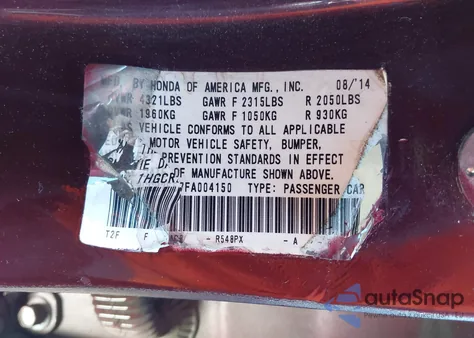 BY HONDA OF AMERICA MFG., INC. 08/'14
4321LBS GAWR F 2315LBS R 2050LBS
1960KG GAWR F 1050KG R 930KG
S VEHICLE CONFORMS TO ALL APPLICABLE
MOTOR VEHICLE SAFETY, BUMPER,
PREVENTION STANDARDS IN EFFECT
OF MANUFACTURE SHOWN ABOVE.
1HGCR 7FA004150 TYPE: PASSENGER CAR
T2F F - R548PX - A
autoSnap